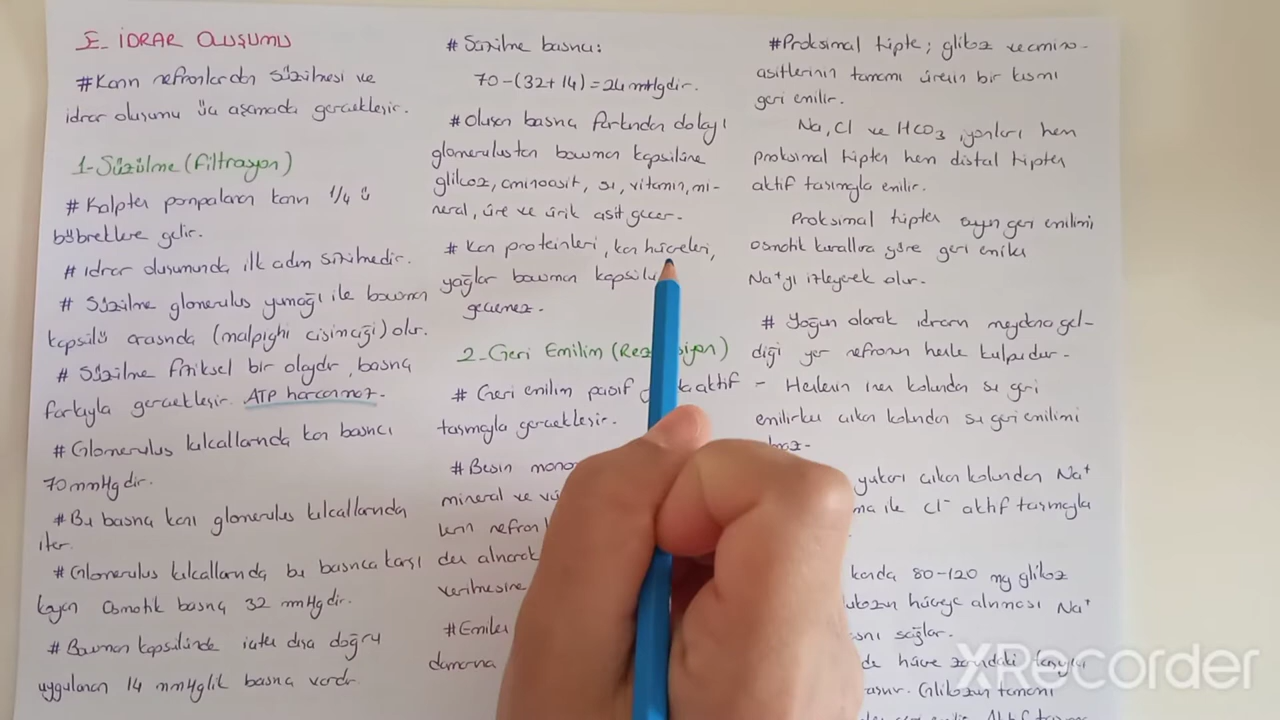 I- İDRAR OLUŞUMU
#Kanın nefronlardan süzülmesi ve
idrar oluşumu üç aşamada gerçekleşir.
1-Süzülme (filtrasyon)
# Kalpten pompalanan kanın 1/4 ü
böbreklere gelir.
# idrar oluşumunda ilk adım süzülmedir.
# Süzülme glomerulus yumağı ile bowman
kapsülü arasında (malpighi cisimciği) olur.
# Süzülme fiziksel bir olaydır, basınç
farkıyla gerçekleşir. ATP harcanmaz.
#Glomerulus kılcallarında kan basıncı
70 mmHg dir.
#Bu basınç kanı glomerulus kılcallarında
iter.
#Glomerulus kılcallarında bu basınca karşı
koyan Osmotik basınç 32 mmHg dir.
#Bowman kapsülünde içten dışa doğru
uygulanan 14 mmHglik basınç vardır.
# Süzülme basıncı:
70-(32+14)=24 mmHg dir.
#Oluşan basınç farkından dolayı
glomerulustan bowman kapsülüne
glikoz, aminoasit, su, vitamin, mi-
neral, üre ve ürik asit geçer.
# Kan proteinleri, kan hücreleri,
yağlar bowman kapsülü
geçemez.
2-Geri Emilim (
# Geri emilim pasif aktif
taşımayla gerçekleşir.
#Besin mono
mineral ve
nefron
alınarak
verilmesine
#Emilen
damarına
#Proksimal tüpte; glikoz ve amino-
asitlerinin tamamı ürenin bir kısmı
geri emilir.
Na, Cl ve HCO3 iyonları hem
proksimal tüpten hem distal tüpten
aktif taşımayla emilir.
Proksimal tüpten suyun geri emilimi
osmotik kurallara göre geri emilen
Na+yı izleyerek olur.
# Yoğun olarak idrarın meydana gel-
diği yer nefronun henle kulpudur.
- Henlenin inen kolundan su geri
emilirken çıkan kolundan su geri emilimi
olmaz.
yukarı çıkan kolundan Na+
ile Cl- aktif taşımayla
kanda 80-120 mg glikoz
hücreye alınması Na+
sağlar.
hücre zarındaki
Glikozun tamamı
XRecorder